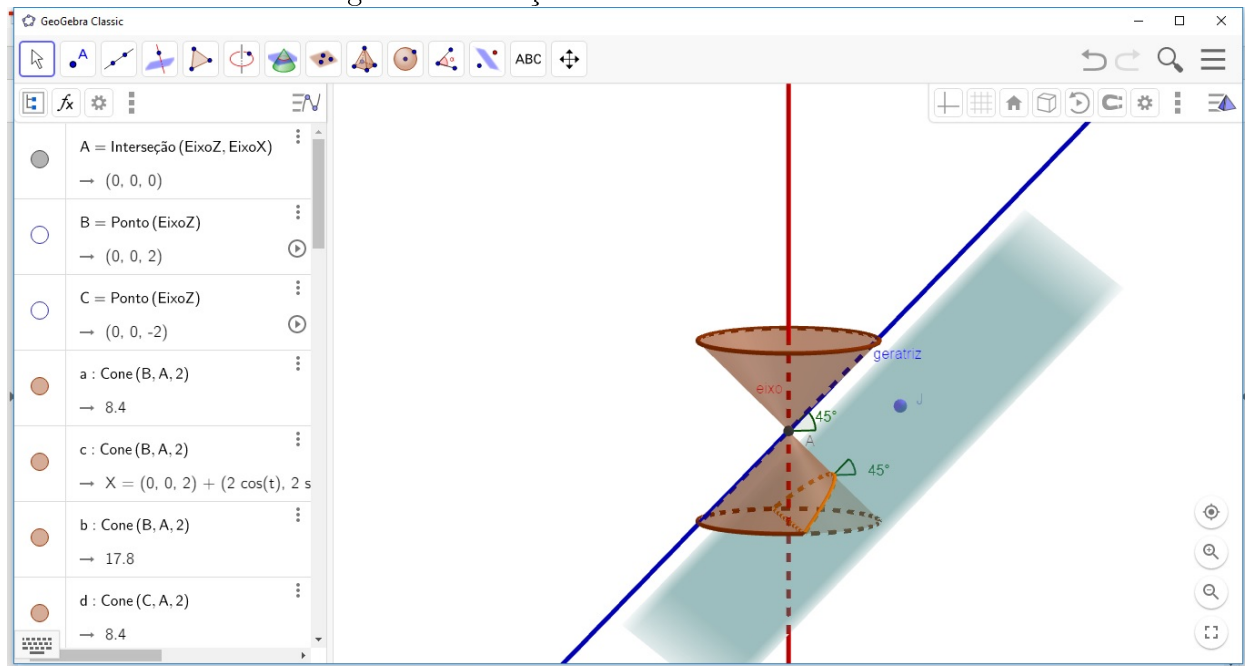 GeoGebra Classic
ABC
fx
A = Interseção (EixoZ, EixoX)
→ (0, 0, 0)
B = Ponto (EixoZ)
→ (0, 0, 2)
C = Ponto (EixoZ)
→ (0, 0, -2)
a : Cone (B, A, 2)
→ 8.4
c : Cone (B, A, 2)
→ X = (0, 0, 2) + (2 cos(t), 2 s
b : Cone (B, A, 2)
→ 17.8
d : Cone (C, A, 2)
→ 8.4
geratriz
eixo
J
45°
A
45°